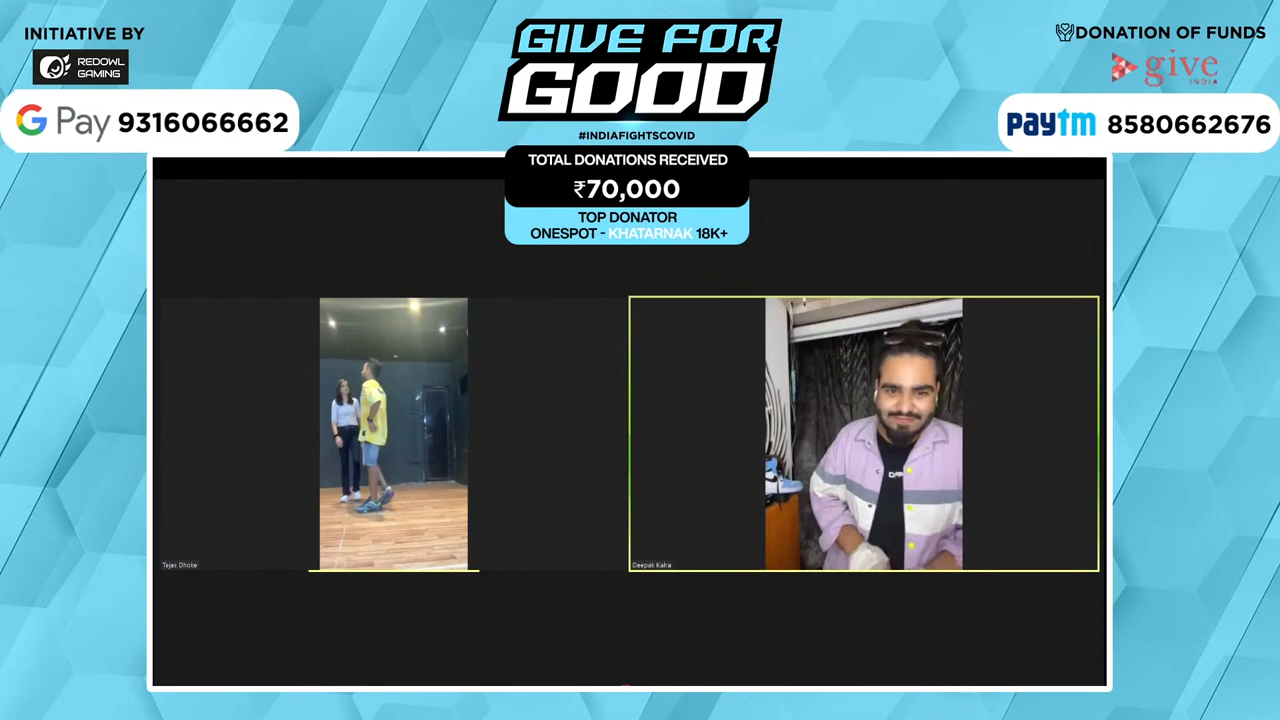 INITIATIVE BY
REDOWL
GAMING
G Pay 9316066662
GIVE FOR
GOOD
#INDIAFIGHTSCOVID
DONATION OF FUNDS
give
INDIA
paytm 8580662676
TOTAL DONATIONS RECEIVED
₹70,000
TOP DONATOR
ONESPOT - KHATARNAK 18K+
Tejas Dhoke
Deepak Kalra